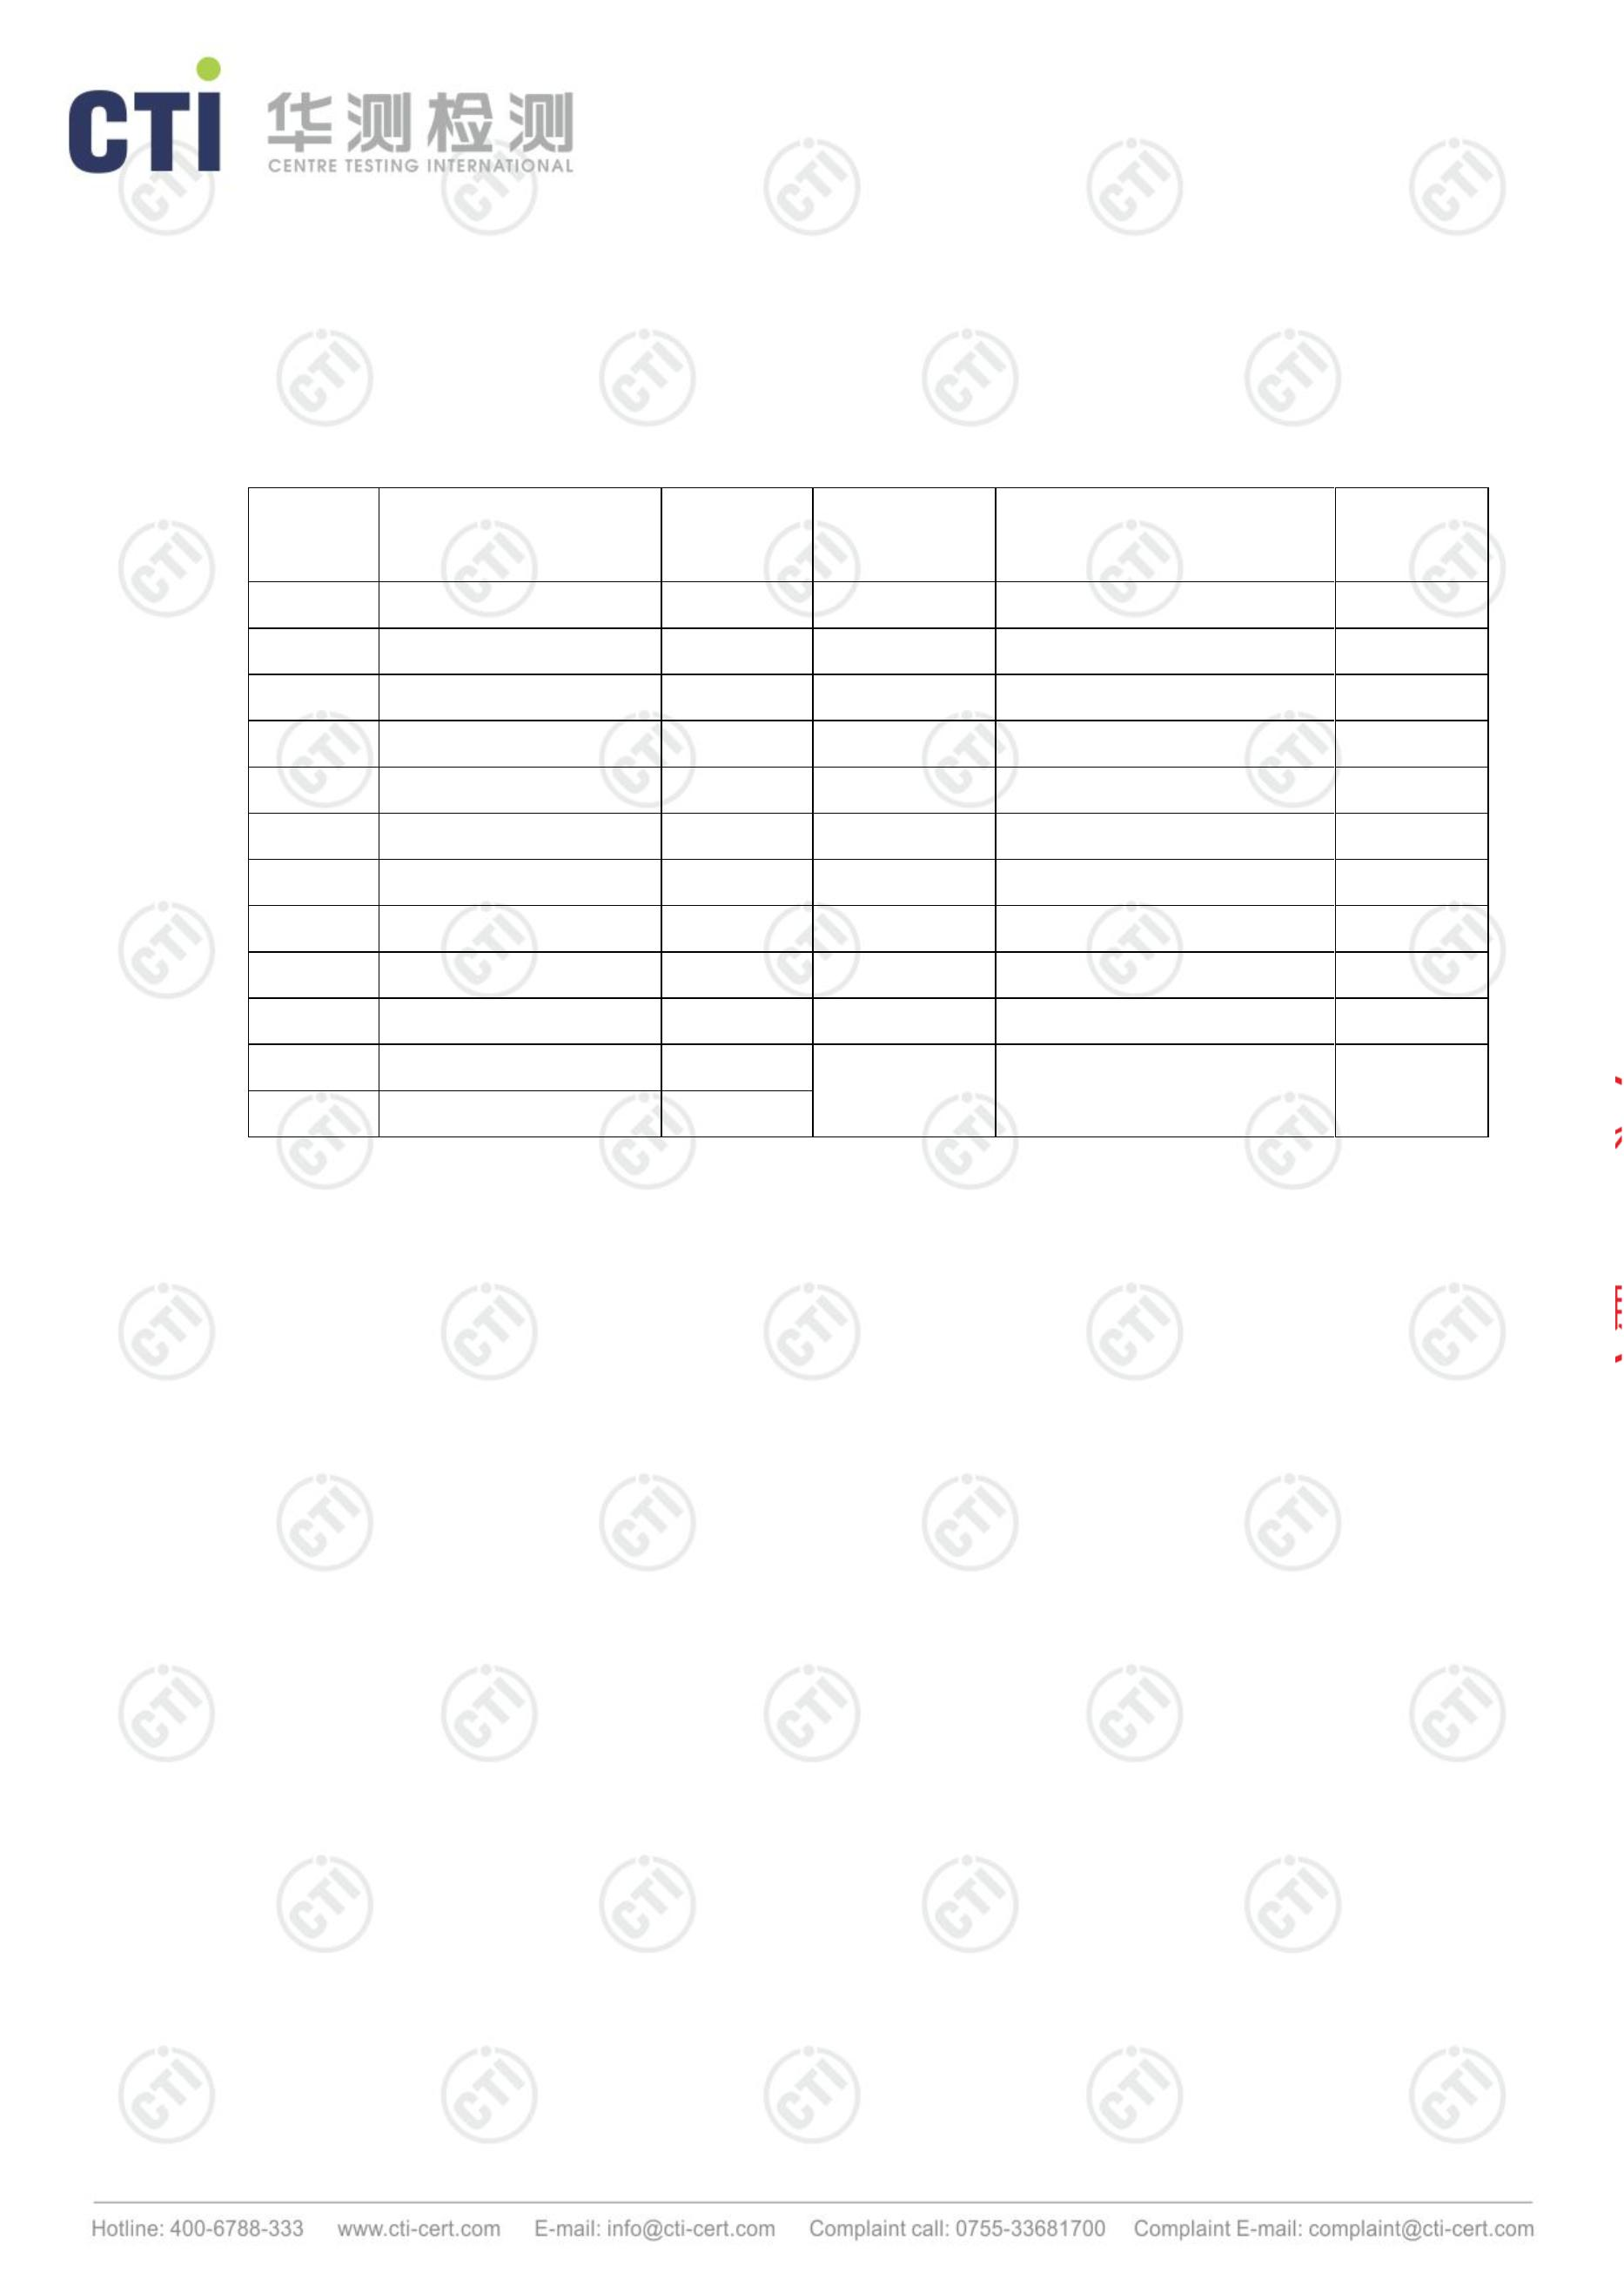 CTI 华测检测
CENTRE TESTING INTERNATIONAL
Hotline: 400-6788-333 www.cti-cert.com E-mail: info@cti-cert.com Complaint call: 0755-33681700 Complaint E-mail: complaint@cti-cert.com